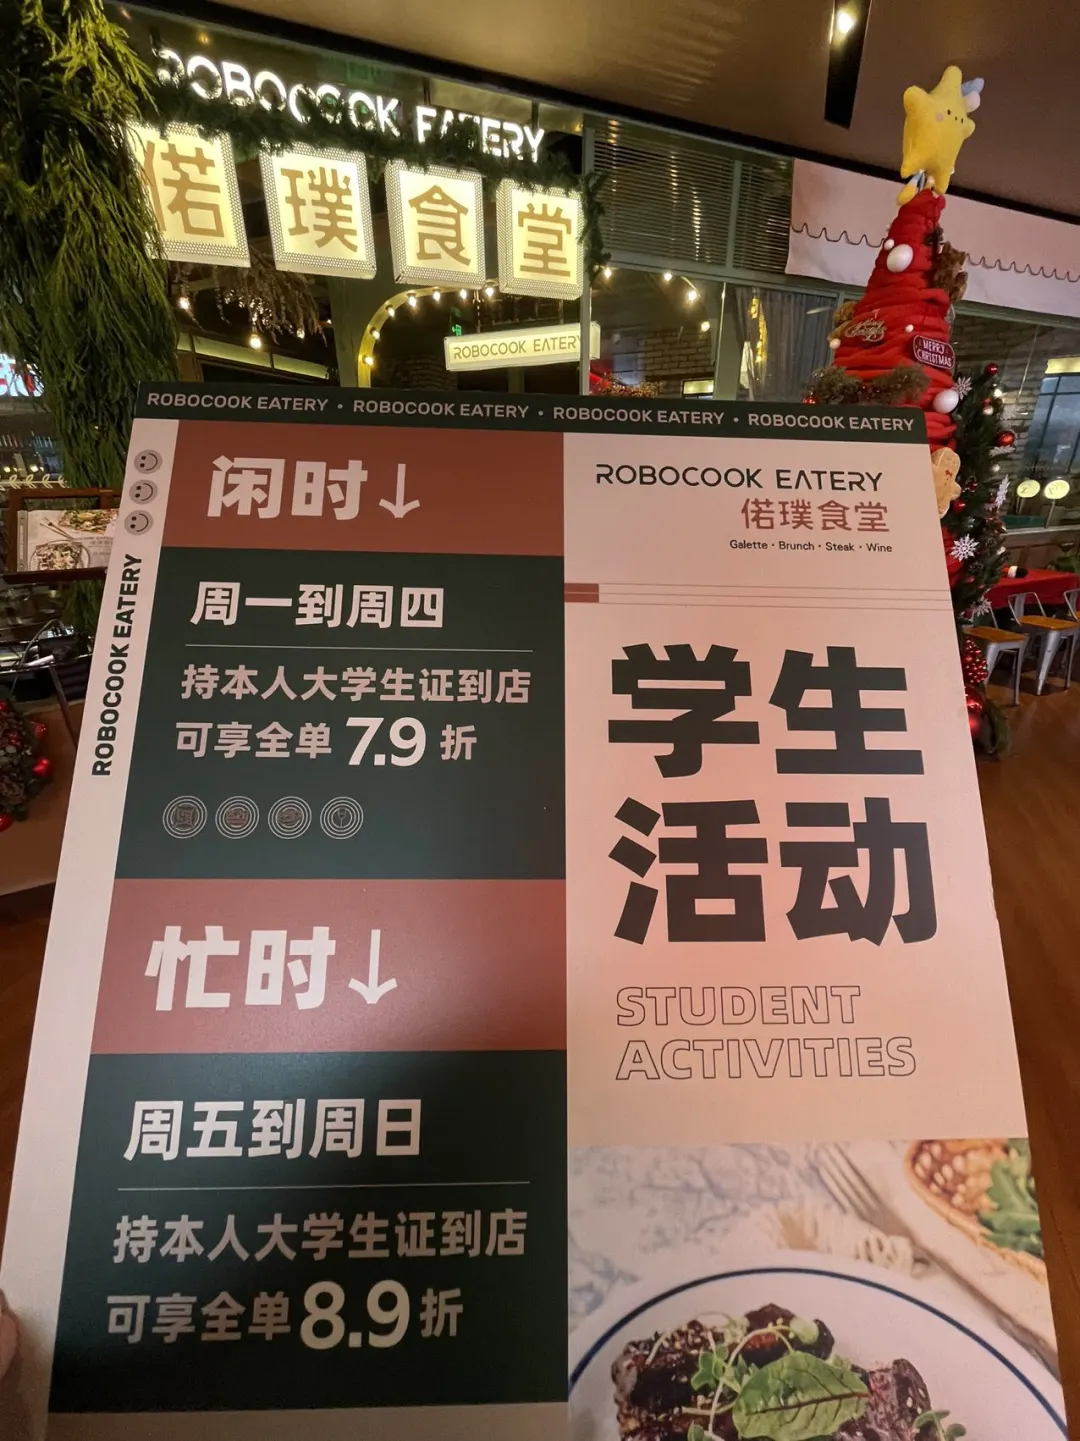 ROBOCOOK EATERY
偌璞食堂
ROBOCOOK EATERY
MERRY
CHRISTMAS
ROBOCOOK EATERY • ROBOCOOK EATERY • ROBOCOOK EATERY • ROBOCOOK EATERY
ROBOCOOK EATERY
闲时↓
周一到周四
持本人大学生证到店
可享全单 7.9 折
忙时↓
周五到周日
持本人大学生证到店
可享全单 8.9 折
ROBOCOOK EATERY
偌璞食堂
Galette · Brunch · Steak · Wine
学生
活动
STUDENT
ACTIVITIES